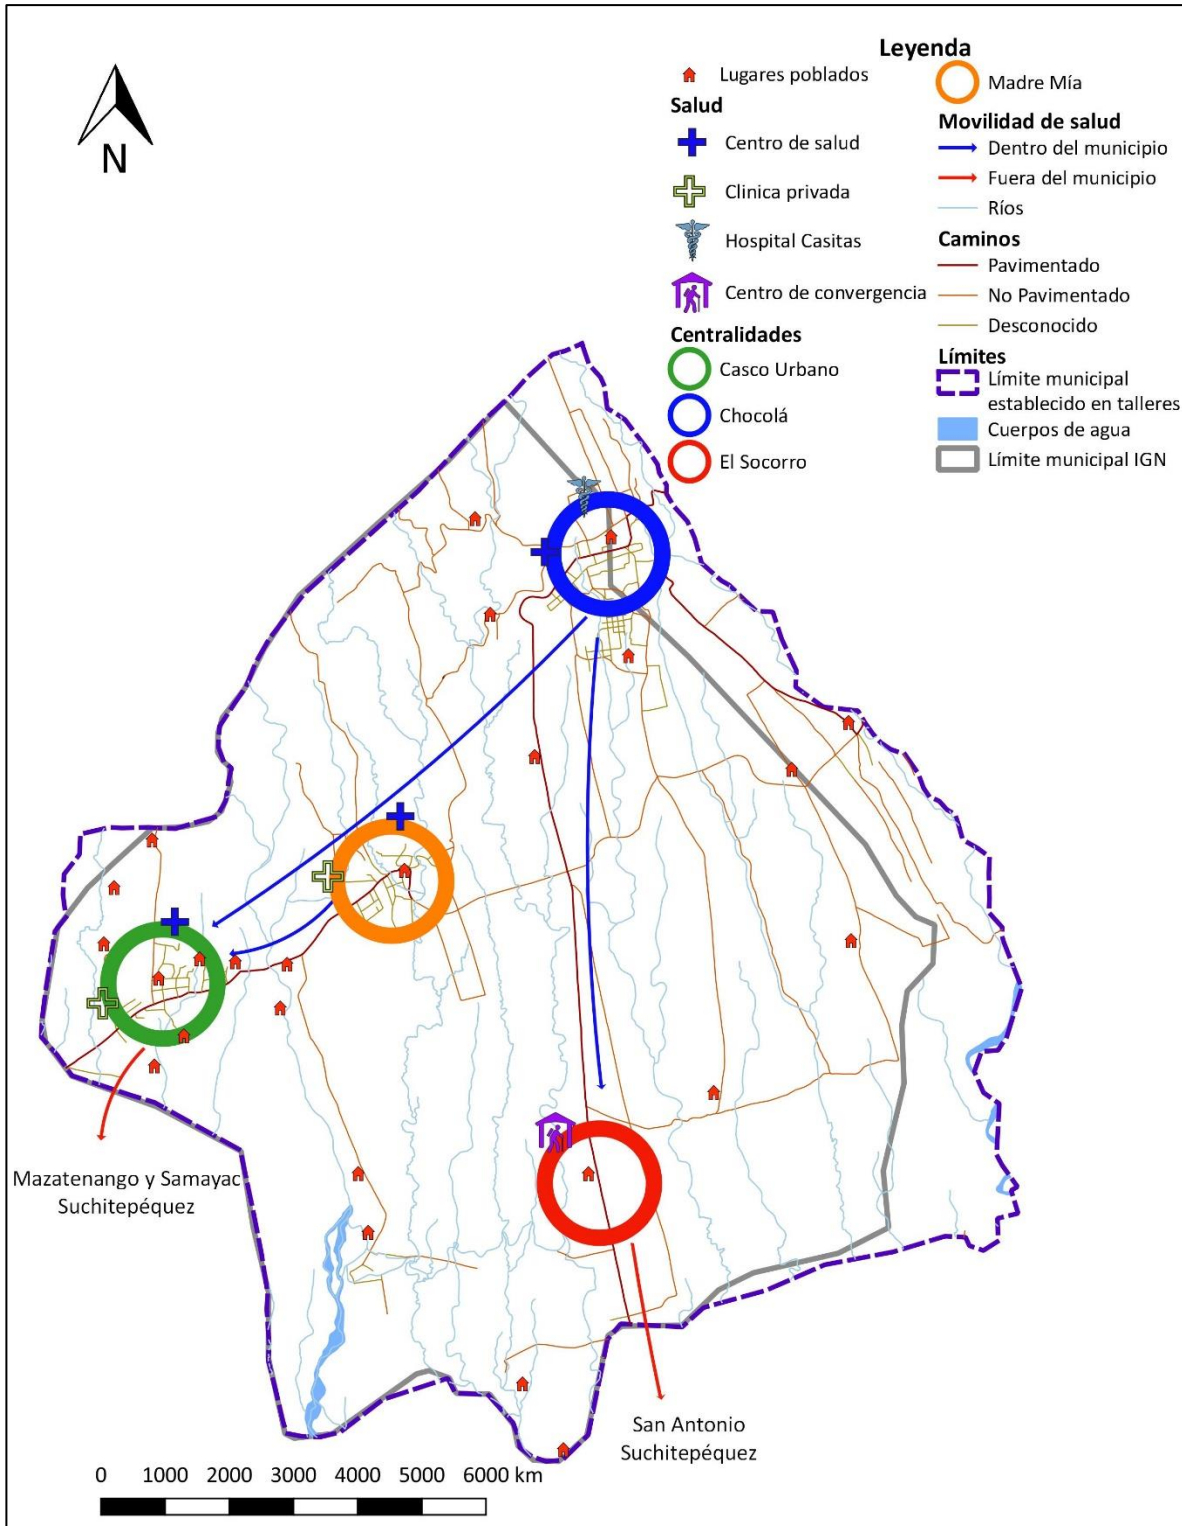 N
Leyenda
Lugares poblados
Salud
Centro de salud
Clinica privada
Hospital Casitas
Centro de convergencia
Centralidades
Casco Urbano
Chocolá
El Socorro
Madre Mía
Movilidad de salud
Dentro del municipio
Fuera del municipio
Ríos
Caminos
Pavimentado
No Pavimentado
Desconocido
Límites
Límite municipal
establecido en talleres
Cuerpos de agua
Límite municipal IGN
Mazatenango y Samayac
Suchitepéquez
San Antonio
Suchitepéquez
0 1000 2000 3000 4000 5000 6000 km